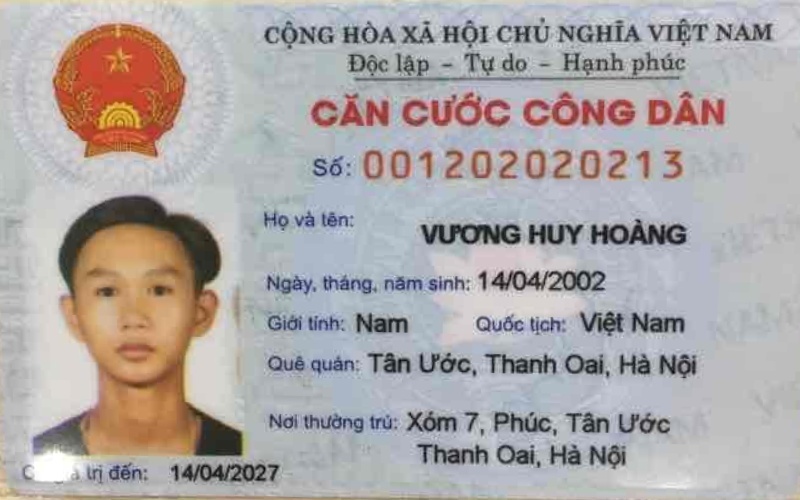 CỘNG HÒA XÃ HỘI CHỦ NGHĨA VIỆT NAM
Độc lập - Tự do - Hạnh phúc
CĂN CƯỚC CÔNG DÂN
Số: 001202020213
Họ và tên: VƯƠNG HUY HOÀNG
Ngày, tháng, năm sinh: 14/04/2002
Giới tính: Nam Quốc tịch: Việt Nam
Quê quán: Tân Ước, Thanh Oai, Hà Nội
Nơi thường trú: Xóm 7, Phúc, Tân Ước
Thanh Oai, Hà Nội
trị đến: 14/04/2027